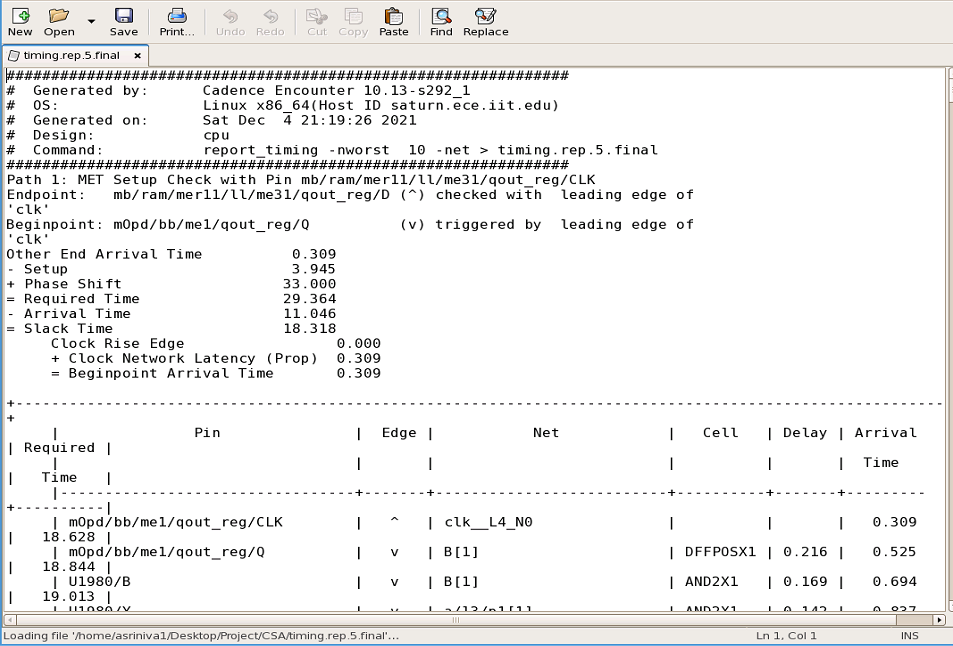 New Open Save Print... Undo Redo Cut Copy Paste Find Replace
timing.rep.5.final ×
###############################################################
#  Generated by:      Cadence Encounter 10.13-s292_1
#  OS:                Linux x86_64(Host ID saturn.ece.iit.edu)
#  Generated on:      Sat Dec  4 21:19:26 2021
#  Design:            cpu
#  Command:           report_timing -nworst  10 -net > timing.rep.5.final
###############################################################
Path 1: MET Setup Check with Pin mb/ram/mer11/ll/me31/qout_reg/CLK
Endpoint:   mb/ram/mer11/ll/me31/qout_reg/D (^) checked with  leading edge of
'clk'
Beginpoint: mOpd/bb/me1/qout_reg/Q          (v) triggered by  leading edge of
'clk'
Other End Arrival Time          0.309
- Setup                         3.945
+ Phase Shift                  33.000
= Required Time                29.364
- Arrival Time                 11.046
= Slack Time                   18.318
     Clock Rise Edge                 0.000
     + Clock Network Latency (Prop)  0.309
     = Beginpoint Arrival Time       0.309
+--------------------------------------------------------------------------------------------------------
+
     |               Pin               |  Edge |           Net            |   Cell   | Delay | Arrival
| Required |
     |                                 |       |                          |          |       |  Time
|   Time   |
     |---------------------------------+-------+--------------------------+----------+-------+---------
+----------|
     | mOpd/bb/me1/qout_reg/CLK        |   ^   | clk__L4_N0               |          |       |   0.309
|   18.628 |
     | mOpd/bb/me1/qout_reg/Q          |   v   | B[1]                     | DFFPOSX1 | 0.216 |   0.525
|   18.844 |
     | U1980/B                         |   v   | B[1]                     | AND2X1   | 0.169 |   0.694
|   19.013 |
     | U1980/Y                         |   v   | a/l3/p1[1]               | AND2X1   | 0.142 |   0.837
Loading file '/home/asriniva1/Desktop/Project/CSA/timing.rep.5.final'... Ln 1, Col 1 INS